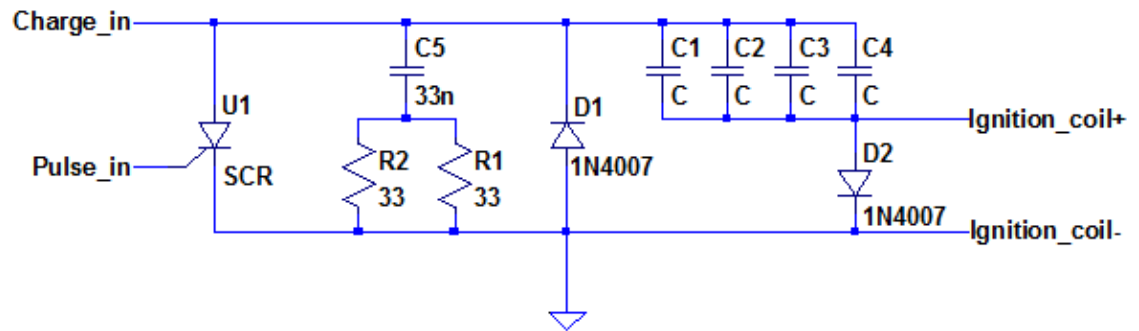 Charge_in
C5
33n
C1
C
C2
C
C3
C
C4
C
U1
SCR
Pulse_in
R2
33
R1
33
D1
1N4007
Ignition_coil+
D2
1N4007
Ignition_coil-